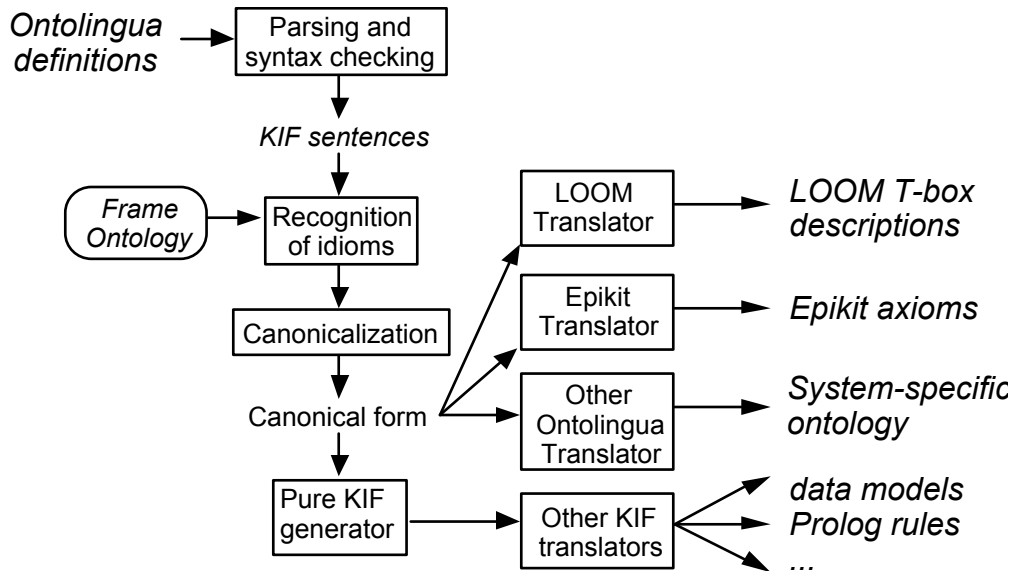 Ontolingua
definitions
Parsing and
syntax checking
KIF sentences
Frame
Ontology
Recognition
of idioms
Canonicalization
Canonical form
Pure KIF
generator
LOOM
Translator
LOOM T-box
descriptions
Epikit
Translator
Epikit axioms
Other
Ontolingua
Translator
System-specific
ontology
Other KIF
translators
data models
Prolog rules
...